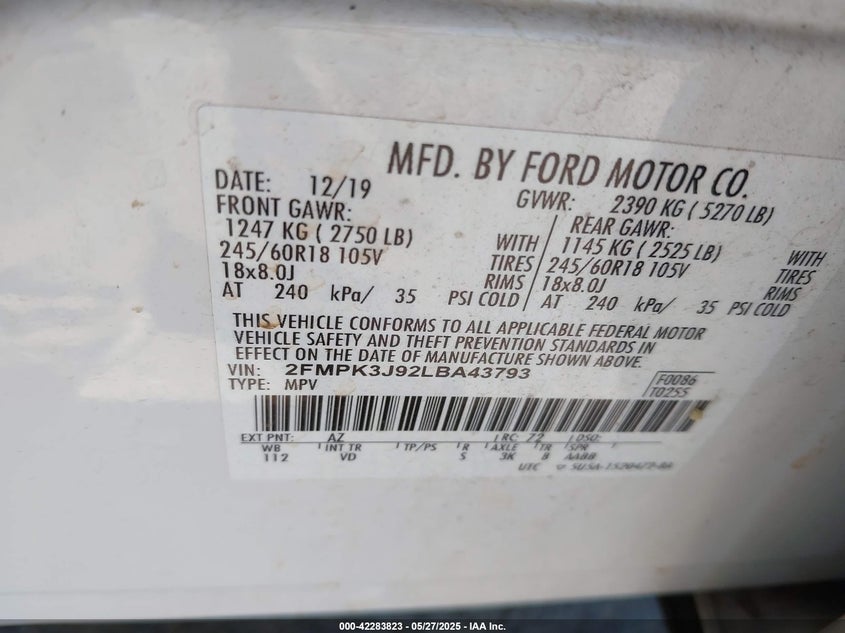 MFD. BY FORD MOTOR CO.
DATE: 12/19
GVWR: 2390 KG ( 5270 LB)
FRONT GAWR:
1247 KG ( 2750 LB) WITH
245/60R18 105V TIRES
18x8.0J RIMS
AT 240 kPa/ 35 PSI COLD
REAR GAWR:
1145 KG ( 2525 LB) WITH
245/60R18 105V TIRES
18x8.0J RIMS
AT 240 kPa/ 35 PSI COLD
THIS VEHICLE CONFORMS TO ALL APPLICABLE FEDERAL MOTOR
VEHICLE SAFETY AND THEFT PREVENTION STANDARDS IN
EFFECT ON THE DATE OF MANUFACTURE SHOWN ABOVE.
VIN: 2FMPK3J92LBA43793
TYPE: MPV
F0086
T0255
EXT PNT: AZ RC: 72 DSO:
WB INT TR TP/PS R AXLE TR SPR
112 VD S 3K 8 AABB
UTC
000-42283823 / 05/27/2025 - IAA Inc.